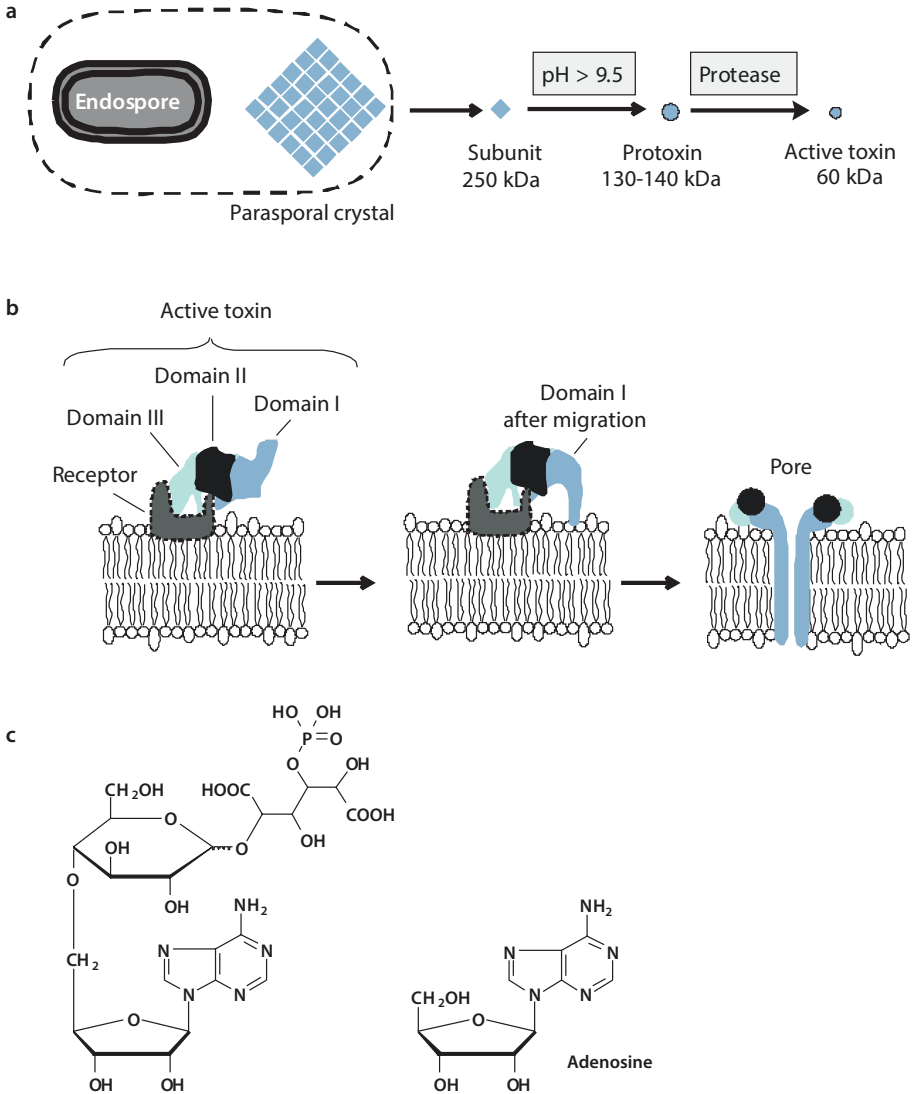 a
Endospore
Parasporal crystal
pH > 9.5
Protease
Subunit
250 kDa
Protoxin
130-140 kDa
Active toxin
60 kDa
b
Active toxin
Domain II
Domain III
Domain I
Receptor
Domain I
after migration
Pore
c
HO OH
P=O
O OH
HOOC
COOH
OH
CH2OH
O
OH
O
O
OH
NH2
N N
CH2
N N
O
OH OH
NH2
N N
CH2OH
N N
O
Adenosine
OH OH